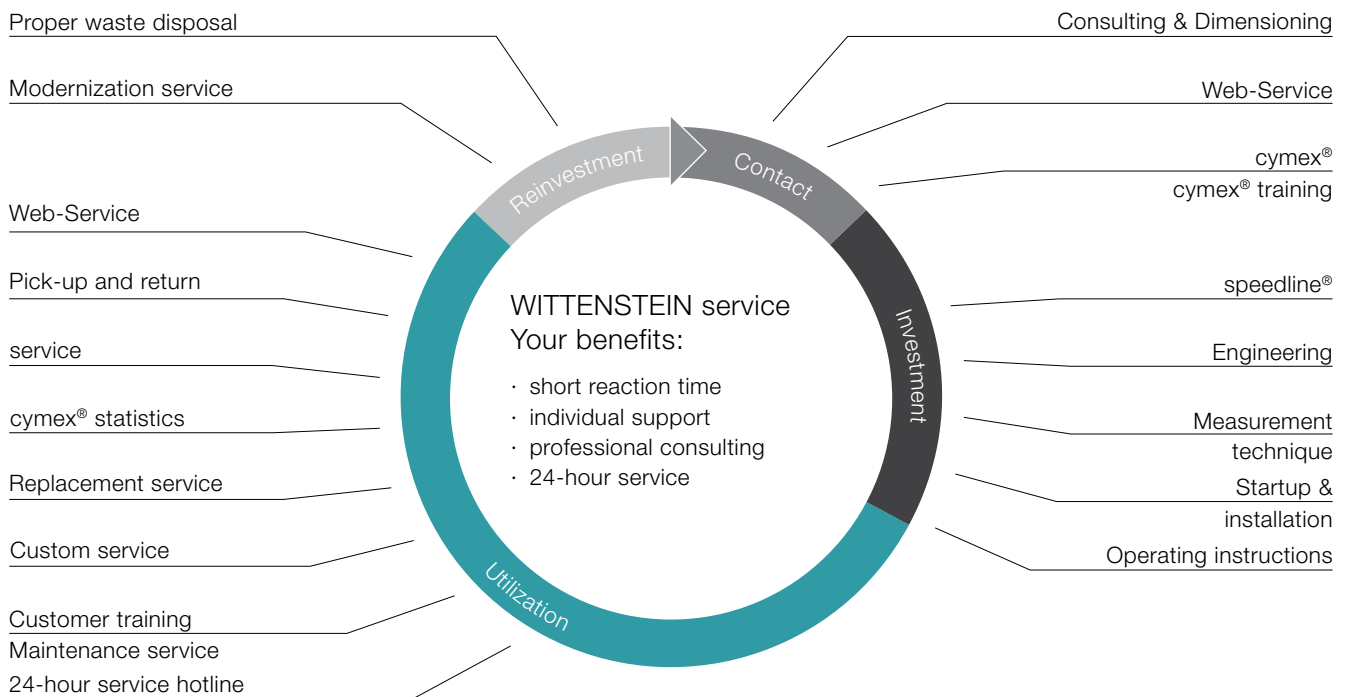 Proper waste disposal
Modernization service
Web-Service
Pick-up and return
service
cymex® statistics
Replacement service
Custom service
Customer training
Maintenance service
24-hour service hotline
Reinvestment
Contact
Investment
Utilization
WITTENSTEIN service
Your benefits:
· short reaction time
· individual support
· professional consulting
· 24-hour service
Consulting & Dimensioning
Web-Service
cymex®
cymex® training
speedline®
Engineering
Measurement
technique
Startup &
installation
Operating instructions